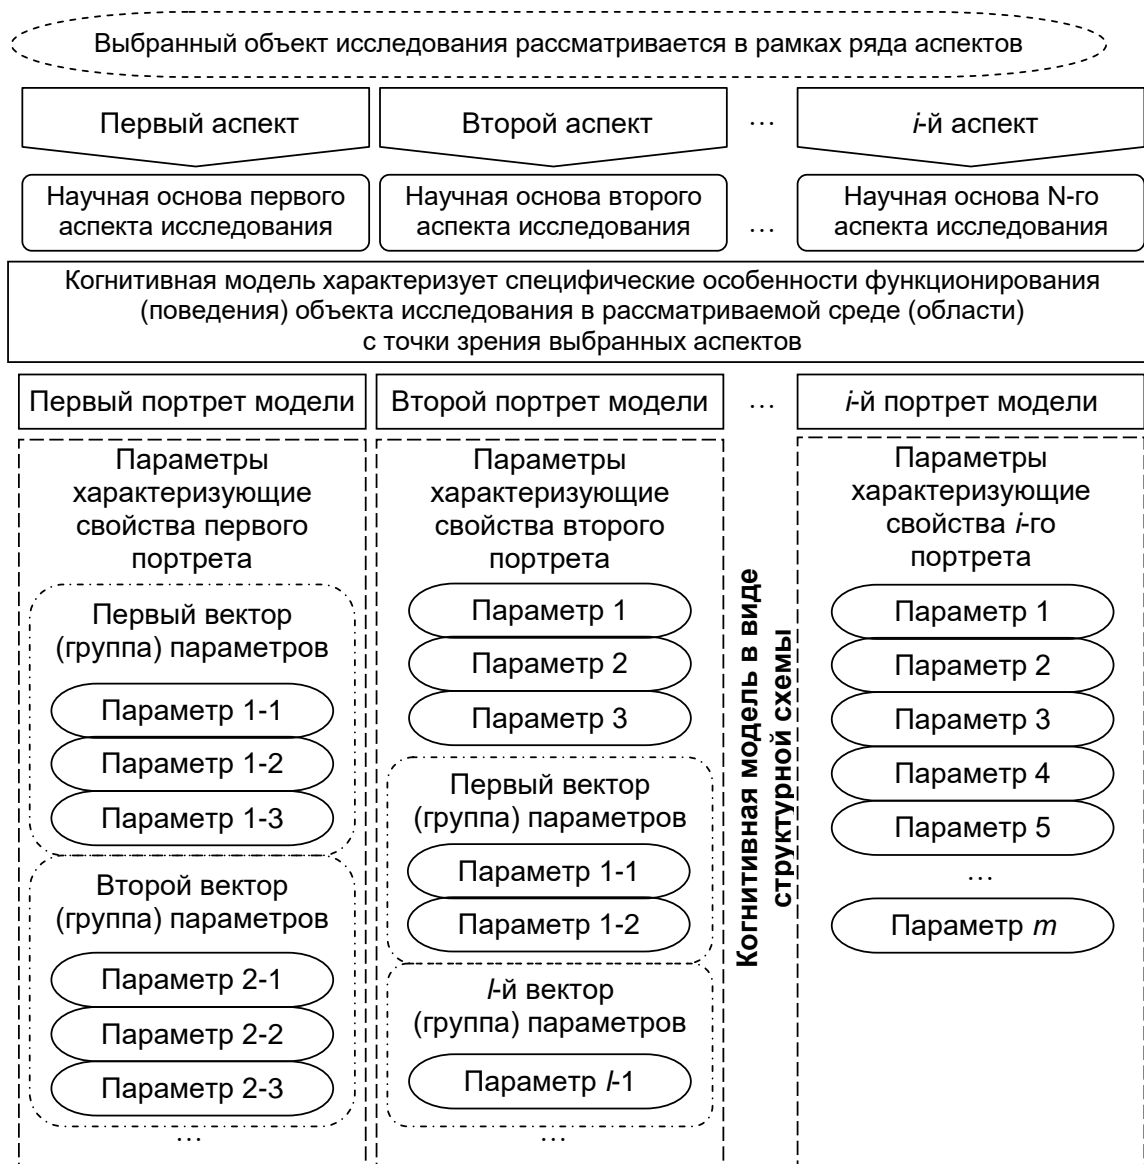 Выбранный объект исследования рассматривается в рамках ряда аспектов
Первый аспект
Второй аспект
...
i-й аспект
Научная основа первого
аспекта исследования
Научная основа второго
аспекта исследования
...
Научная основа N-го
аспекта исследования
Когнитивная модель характеризует специфические особенности функционирования
(поведения) объекта исследования в рассматриваемой среде (области)
с точки зрения выбранных аспектов
Первый портрет модели
Второй портрет модели
...
i-й портрет модели
Параметры
характеризующие
свойства первого
портрета
Первый вектор
(группа) параметров
Параметр 1-1
Параметр 1-2
Параметр 1-3
Второй вектор
(группа) параметров
Параметр 2-1
Параметр 2-2
Параметр 2-3
...
Параметры
характеризующие
свойства второго
портрета
Параметр 1
Параметр 2
Параметр 3
Первый вектор
(группа) параметров
Параметр 1-1
Параметр 1-2
l-й вектор
(группа) параметров
Параметр l-1
...
Когнитивная модель в виде
структурной схемы
Параметры
характеризующие
свойства i-го
портрета
Параметр 1
Параметр 2
Параметр 3
Параметр 4
Параметр 5
...
Параметр m